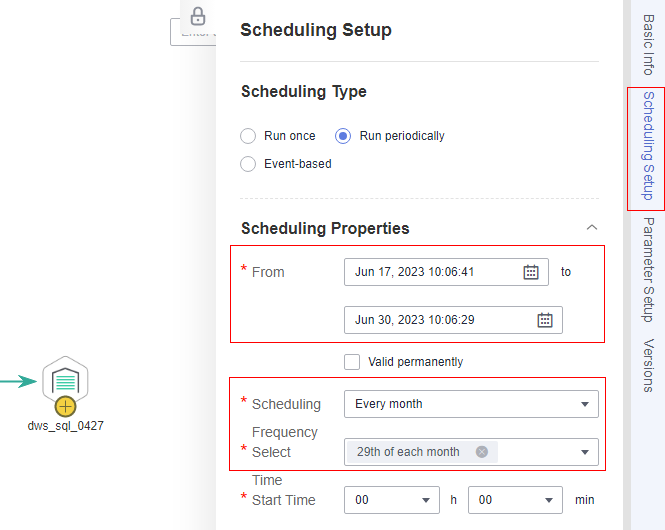 Scheduling Setup
Scheduling Type
Run once
Run periodically
Event-based
Scheduling Properties
* From
Jun 17, 2023 10:06:41
to
Jun 30, 2023 10:06:29
Valid permanently
* Scheduling Frequency
Every month
* Select Time
29th of each month
* Start Time
00
h
00
min
dws_sql_0427
Basic Info
Scheduling Setup
Parameter Setup
Versions